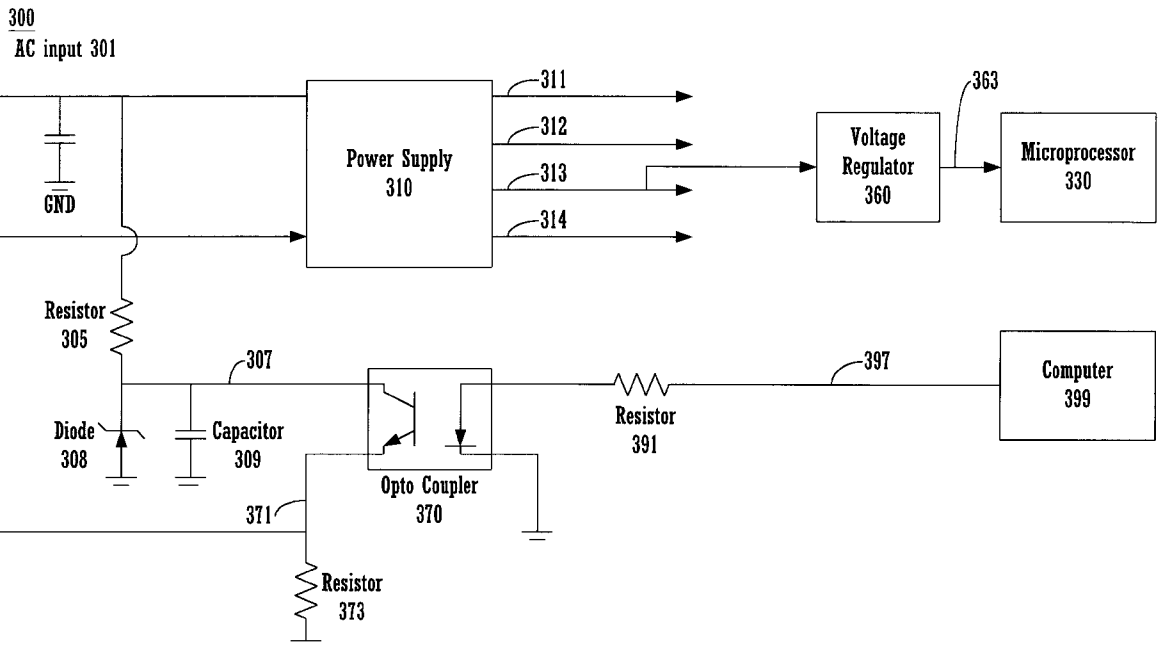 300
AC input 301
GND
Power Supply
310
311
312
313
314
Voltage
Regulator
360
363
Microprocessor
330
Resistor
305
307
Diode
308
Capacitor
309
Opto Coupler
370
371
Resistor
373
Resistor
391
397
Computer
399